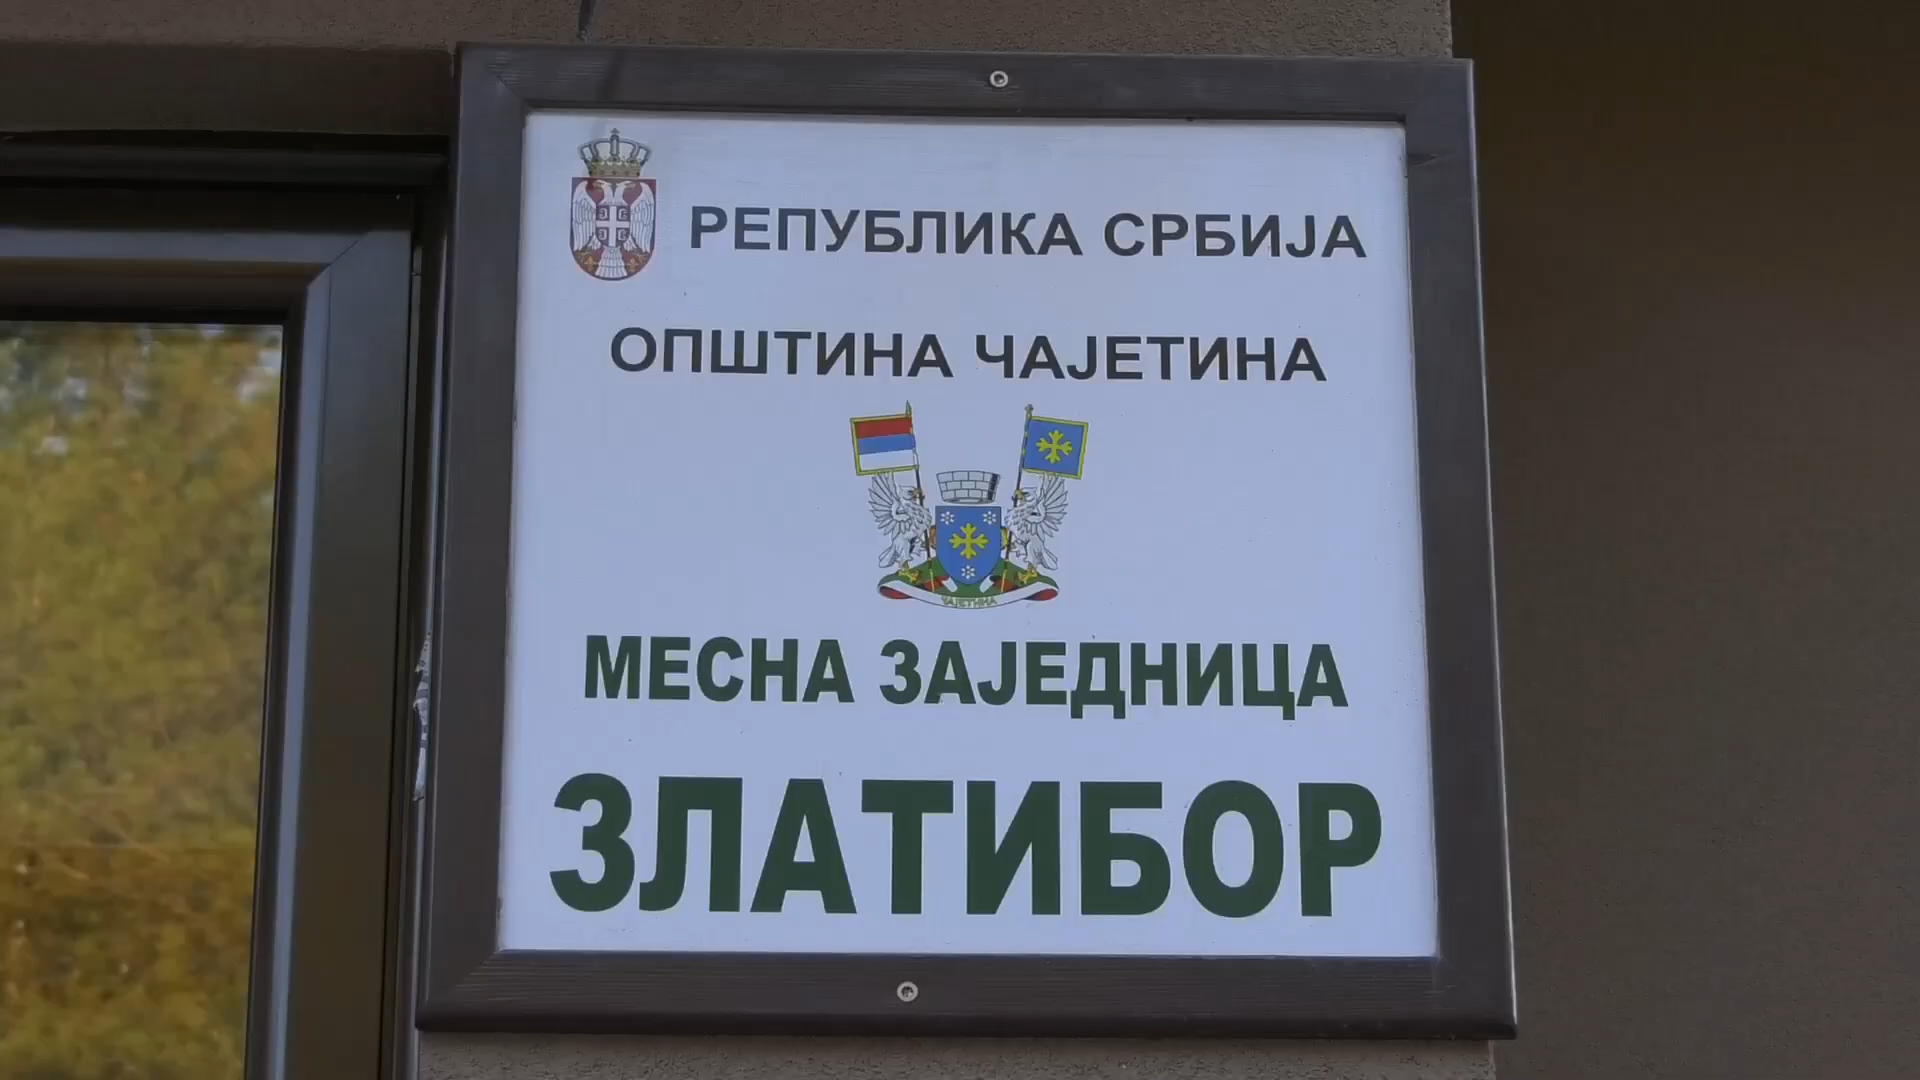 РЕПУБЛИКА СРБИЈА
ОПШТИНА ЧАЈЕТИНА
ЧАЈЕТИНА
МЕСНА ЗАЈЕДНИЦА
ЗЛАТИБОР